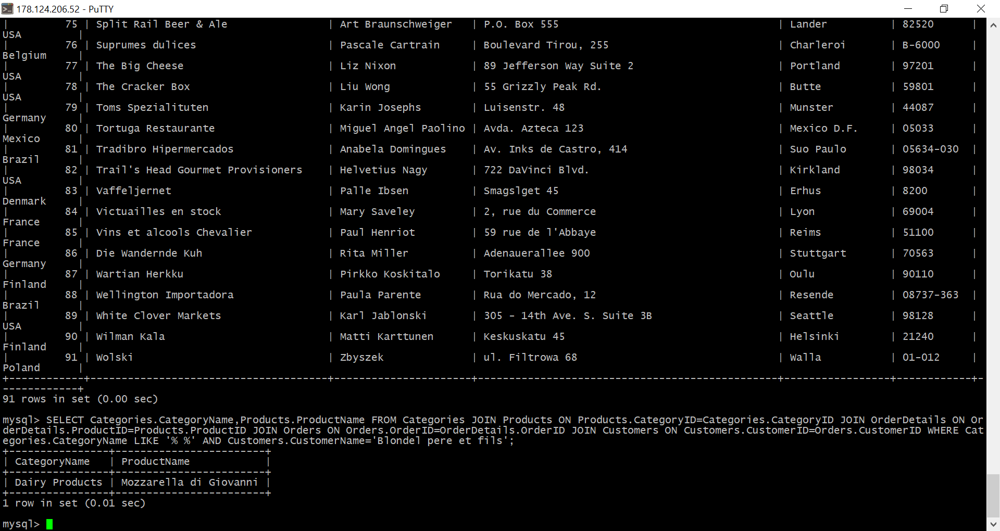 178.124.206.52 - PuTTY
|         75 | Split Rail Beer & Ale                | Art Braunschweiger   | P.O. Box 555                                   | Lander          | 82520      |
USA         |
|         76 | Suprumes dulices                     | Pascale Cartrain     | Boulevard Tirou, 255                           | Charleroi       | B-6000     |
Belgium     |
|         77 | The Big Cheese                       | Liz Nixon            | 89 Jefferson Way Suite 2                       | Portland        | 97201      |
USA         |
|         78 | The Cracker Box                      | Liu Wong             | 55 Grizzly Peak Rd.                            | Butte           | 59801      |
USA         |
|         79 | Toms Spezialituten                   | Karin Josephs        | Luisenstr. 48                                  | Munster         | 44087      |
Germany     |
|         80 | Tortuga Restaurante                  | Miguel Angel Paolino | Avda. Azteca 123                               | Mexico D.F.     | 05033      |
Mexico      |
|         81 | Tradibro Hipermercados               | Anabela Domingues    | Av. Inks de Castro, 414                        | Suo Paulo       | 05634-030  |
Brazil      |
|         82 | Trail's Head Gourmet Provisioners    | Helvetius Nagy       | 722 DaVinci Blvd.                              | Kirkland        | 98034      |
USA         |
|         83 | Vaffeljernet                         | Palle Ibsen          | Smagslget 45                                   | Erhus           | 8200       |
Denmark     |
|         84 | Victuailles en stock                 | Mary Saveley         | 2, rue du Commerce                             | Lyon            | 69004      |
France      |
|         85 | Vins et alcools Chevalier            | Paul Henriot         | 59 rue de l'Abbaye                             | Reims           | 51100      |
France      |
|         86 | Die Wandernde Kuh                    | Rita Miller          | Adenauerallee 900                              | Stuttgart       | 70563      |
Germany     |
|         87 | Wartian Herkku                       | Pirkko Koskitalo     | Torikatu 38                                    | Oulu            | 90110      |
Finland     |
|         88 | Wellington Importadora               | Paula Parente        | Rua do Mercado, 12                             | Resende         | 08737-363  |
Brazil      |
|         89 | White Clover Markets                 | Karl Jablonski       | 305 - 14th Ave. S. Suite 3B                    | Seattle         | 98128      |
USA         |
|         90 | Wilman Kala                          | Matti Karttunen      | Keskuskatu 45                                  | Helsinki        | 21240      |
Finland     |
|         91 | Wolski                               | Zbyszek              | ul. Filtrowa 68                                | Walla           | 01-012     |
Poland      |
+------------+--------------------------------------+----------------------+------------------------------------------------+-----------------+------------+-
------------+
91 rows in set (0.00 sec)
mysql> SELECT Categories.CategoryName,Products.ProductName FROM Categories JOIN Products ON Products.CategoryID=Categories.CategoryID JOIN OrderDetails ON Or
derDetails.ProductID=Products.ProductID JOIN Orders ON Orders.OrderID=OrderDetails.OrderID JOIN Customers ON Customers.CustomerID=Orders.CustomerID WHERE Cat
egories.CategoryName LIKE '% %' AND Customers.CustomerName='Blondel pere et fils';
+----------------+------------------------+
| CategoryName   | ProductName            |
+----------------+------------------------+
| Dairy Products | Mozzarella di Giovanni |
+----------------+------------------------+
1 row in set (0.01 sec)
mysql>